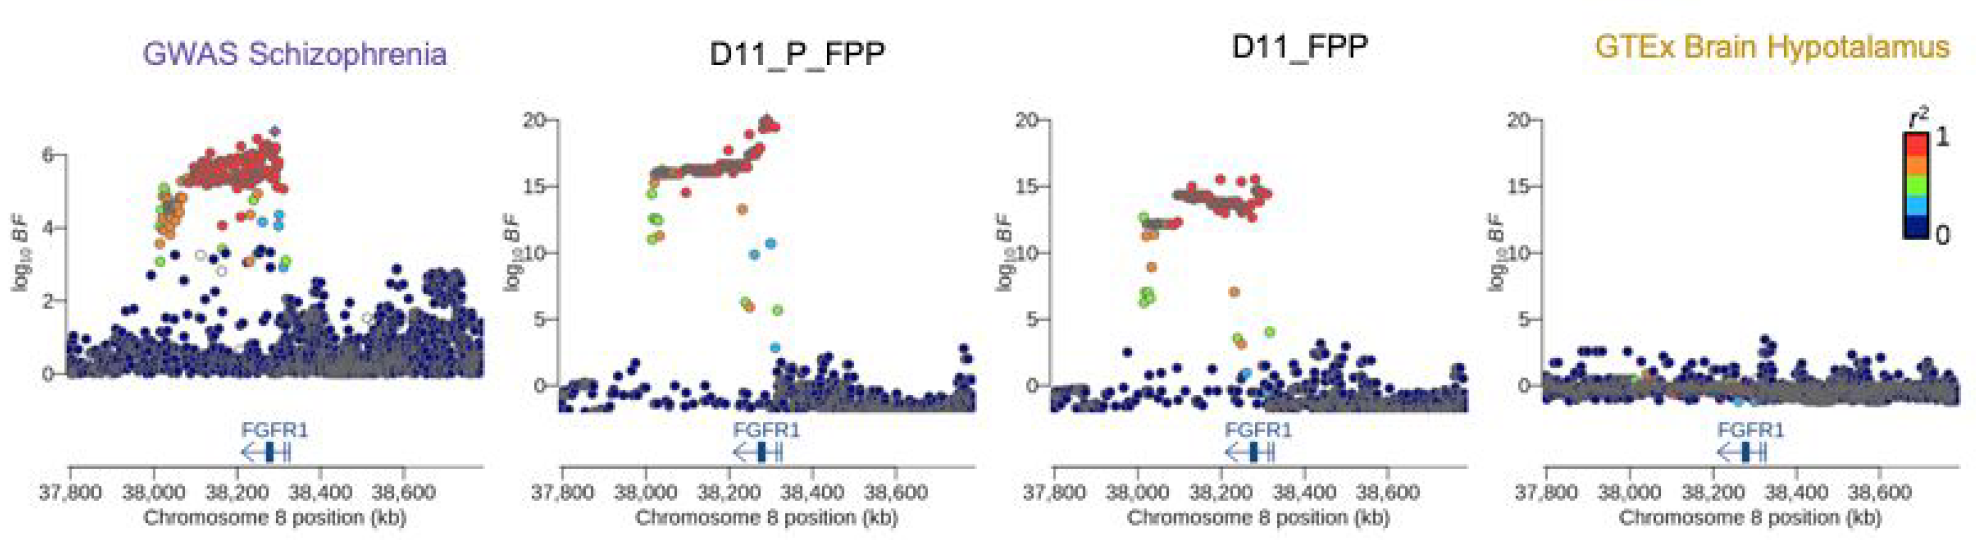 GWAS Schizophrenia
D11_P_FPP
D11_FPP
GTEx Brain Hypotalamus
6
4
2
0
log10 BF
FGFR1
37,800 38,000 38,200 38,400 38,600
Chromosome 8 position (kb)
20
15
10
5
0
log10 BF
FGFR1
37,800 38,000 38,200 38,400 38,600
Chromosome 8 position (kb)
20
15
10
5
0
log10 BF
FGFR1
37,800 38,000 38,200 38,400 38,600
Chromosome 8 position (kb)
20
15
10
5
0
log10 BF
r2
1
0
FGFR1
37,800 38,000 38,200 38,400 38,600
Chromosome 8 position (kb)